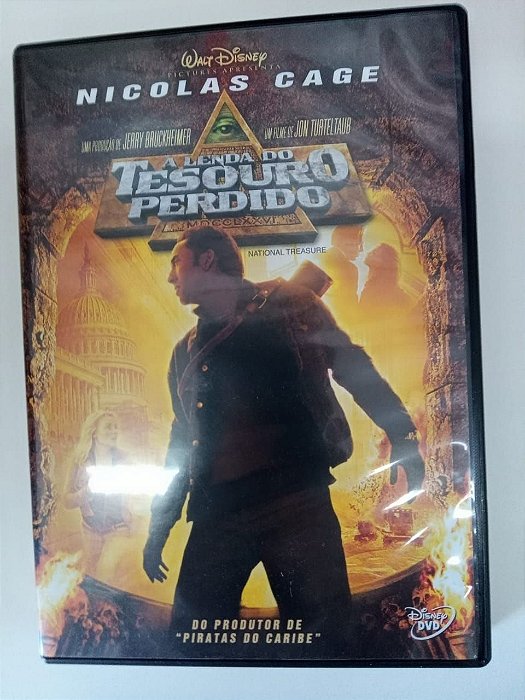 WALT DISNEY
PICTURES APRESENTA
NICOLAS CAGE
UMA PRODUÇÃO DE JERRY BRUCKHEIMER
UM FILME DE JON TURTELTAUB
A LENDA DO
TESOURO
PERDIDO
MDCCLXXVI
NATIONAL TREASURE
DO PRODUTOR DE
"PIRATAS DO CARIBE"
DISNEY
DVD